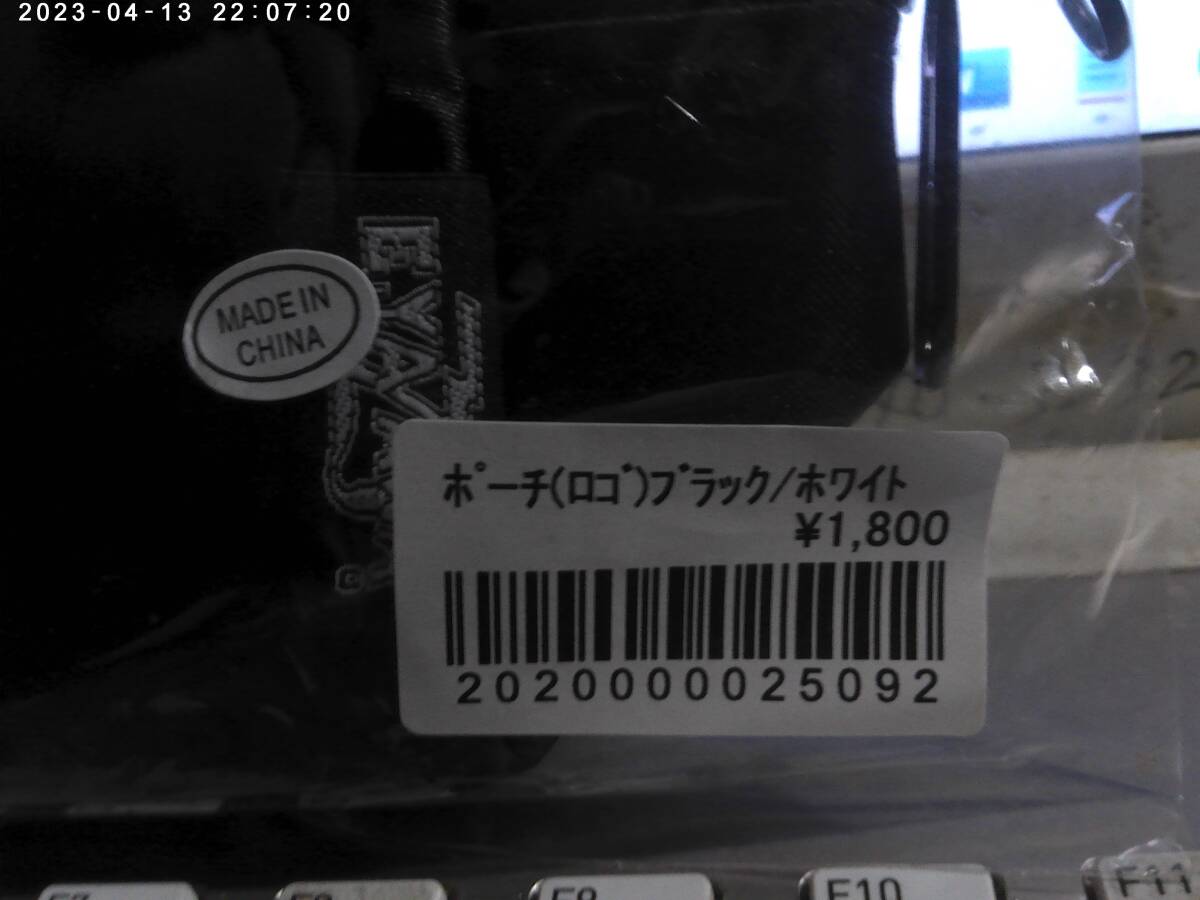 2023-04-13 22:07:20
MADE IN
CHINA
ﾎﾟｰﾁ(ﾛｺﾞ)ﾌﾞﾗｯｸ/ﾎﾜｲﾄ
¥1,800
2020000025092
F10
F11